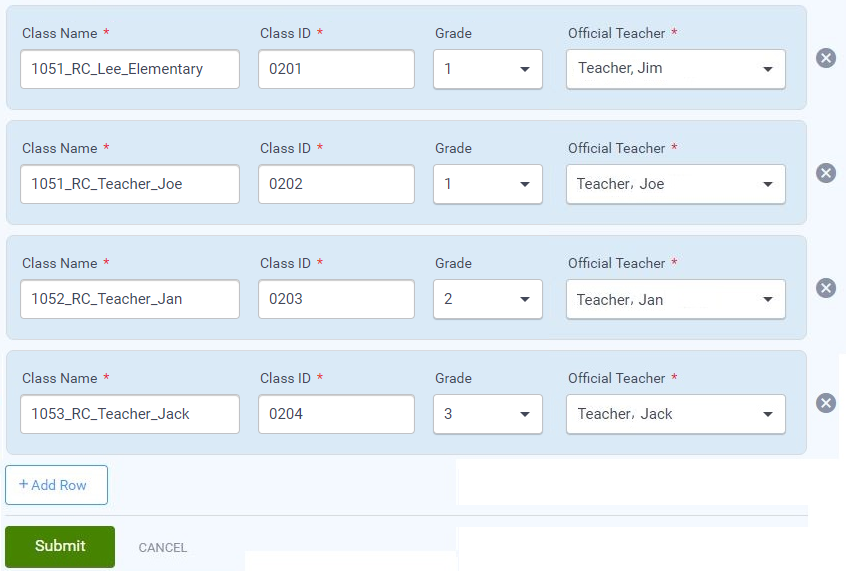 Class Name * Class ID * Grade Official Teacher *
1051_RC_Lee_Elementary 0201 1 Teacher, Jim
Class Name * Class ID * Grade Official Teacher *
1051_RC_Teacher_Joe 0202 1 Teacher, Joe
Class Name * Class ID * Grade Official Teacher *
1052_RC_Teacher_Jan 0203 2 Teacher, Jan
Class Name * Class ID * Grade Official Teacher *
1053_RC_Teacher_Jack 0204 3 Teacher, Jack
+ Add Row
Submit CANCEL